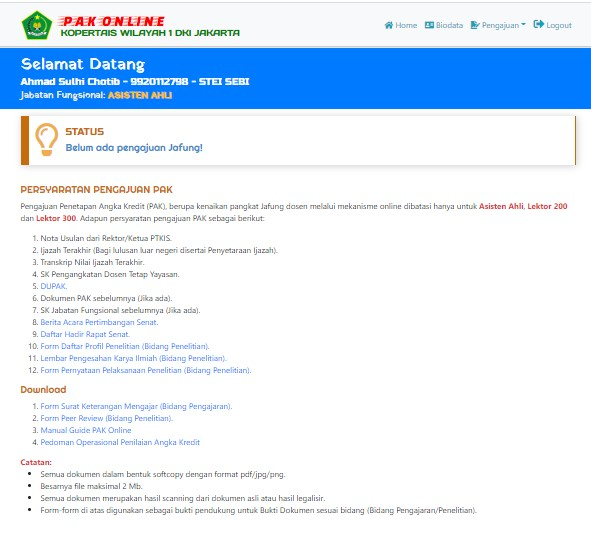 PAK ONLINE
KOPERTAIS WILAYAH 1 DKI JAKARTA
Home Biodata Pengajuan Logout
Selamat Datang
Ahmad Sulhi Chotib - 9920112798 - STEI SEBI
Jabatan Fungsional: ASISTEN AHLI
STATUS
Belum ada pengajuan Jafung!
PERSYARATAN PENGAJUAN PAK
Pengajuan Penetapan Angka Kredit (PAK), berupa kenaikan pangkat Jafung dosen melalui mekanisme online dibatasi hanya untuk Asisten Ahli, Lektor 200
dan Lektor 300. Adapun persyaratan pengajuan PAK sebagai berikut:
1. Nota Usulan dari Rektor/Ketua PTKIS.
2. Ijazah Terakhir (Bagi lulusan luar negeri disertai Penyetaraan Ijazah).
3. Transkrip Nilai Ijazah Terakhir.
4. SK Pengangkatan Dosen Tetap Yayasan.
5. DUPAK.
6. Dokumen PAK sebelumnya (Jika ada).
7. SK Jabatan Fungsional sebelumnya (Jika ada).
8. Berita Acara Pertimbangan Senat.
9. Daftar Hadir Rapat Senat.
10. Form Daftar Profil Penelitian (Bidang Penelitian).
11. Lembar Pengesahan Karya Ilmiah (Bidang Penelitian).
12. Form Pernyataan Pelaksanaan Penelitian (Bidang Penelitian).
Download
1. Form Surat Keterangan Mengajar (Bidang Pengajaran).
2. Form Peer Review (Bidang Penelitian).
3. Manual Guide PAK Online
4. Pedoman Operasional Penilaian Angka Kredit
Catatan:
• Semua dokumen dalam bentuk softcopy dengan format pdf/jpg/png.
• Besarnya file maksimal 2 Mb.
• Semua dokumen merupakan hasil scanning dari dokumen asli atau hasil legalisir.
• Form-form di atas digunakan sebagai bukti pendukung untuk Bukti Dokumen sesuai bidang (Bidang Pengajaran/Penelitian).